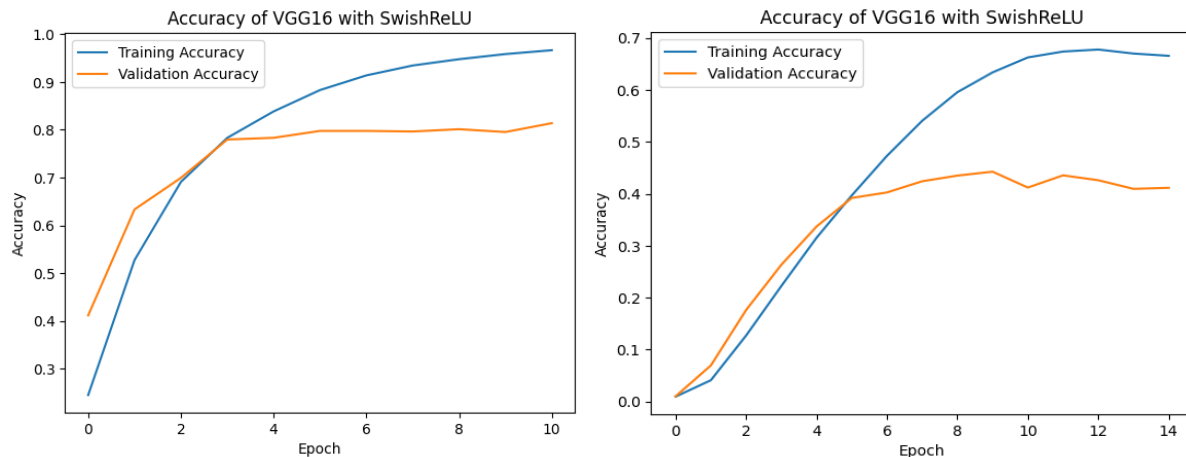 Accuracy of VGG16 with SwishReLU
1.0
0.9
0.8
0.7
0.6
0.5
0.4
0.3
Accuracy
Training Accuracy
Validation Accuracy
0 2 4 6 8 10
Epoch
Accuracy of VGG16 with SwishReLU
0.7
0.6
0.5
0.4
0.3
0.2
0.1
0.0
Accuracy
Training Accuracy
Validation Accuracy
0 2 4 6 8 10 12 14
Epoch